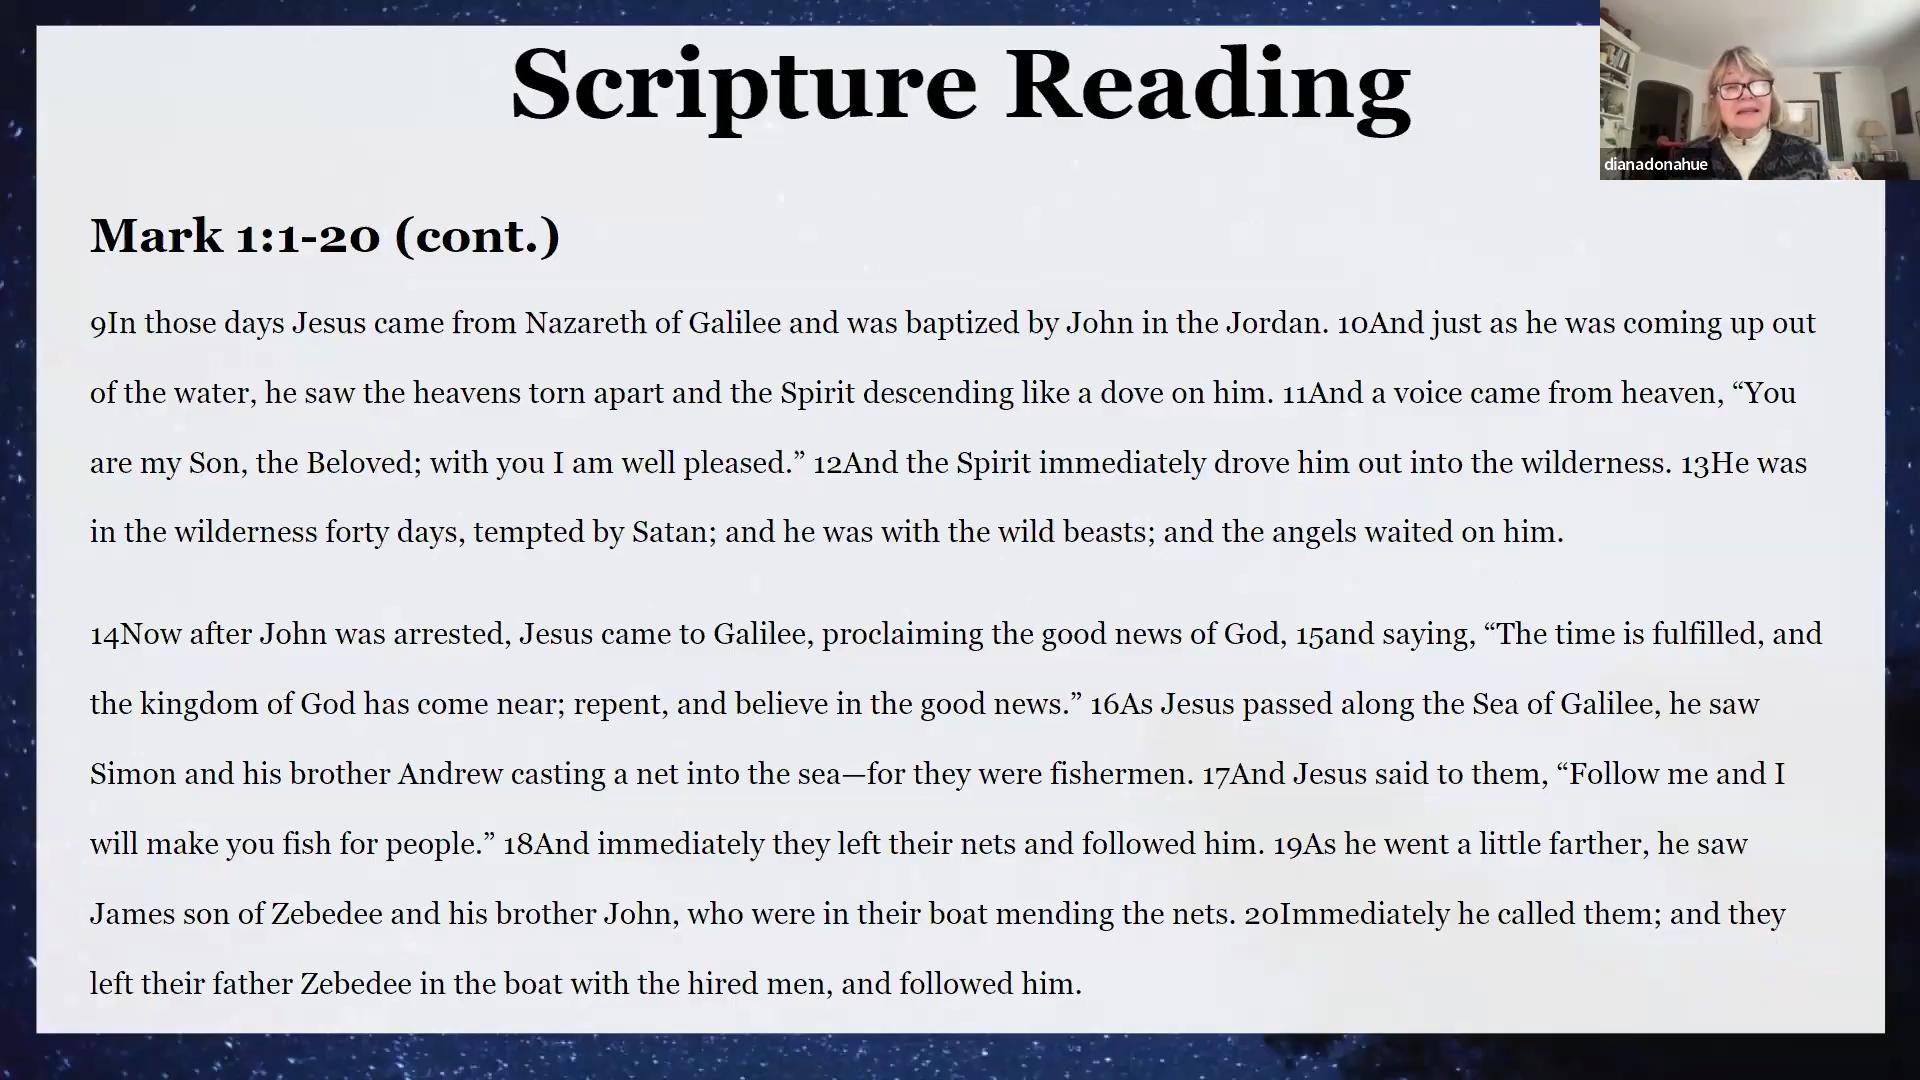 Scripture Reading
dianadonahue
Mark 1:1-20 (cont.)
9In those days Jesus came from Nazareth of Galilee and was baptized by John in the Jordan. 10And just as he was coming up out
of the water, he saw the heavens torn apart and the Spirit descending like a dove on him. 11And a voice came from heaven, “You
are my Son, the Beloved; with you I am well pleased.” 12And the Spirit immediately drove him out into the wilderness. 13He was
in the wilderness forty days, tempted by Satan; and he was with the wild beasts; and the angels waited on him.
14Now after John was arrested, Jesus came to Galilee, proclaiming the good news of God, 15and saying, “The time is fulfilled, and
the kingdom of God has come near; repent, and believe in the good news.” 16As Jesus passed along the Sea of Galilee, he saw
Simon and his brother Andrew casting a net into the sea—for they were fishermen. 17And Jesus said to them, “Follow me and I
will make you fish for people.” 18And immediately they left their nets and followed him. 19As he went a little farther, he saw
James son of Zebedee and his brother John, who were in their boat mending the nets. 20Immediately he called them; and they
left their father Zebedee in the boat with the hired men, and followed him.